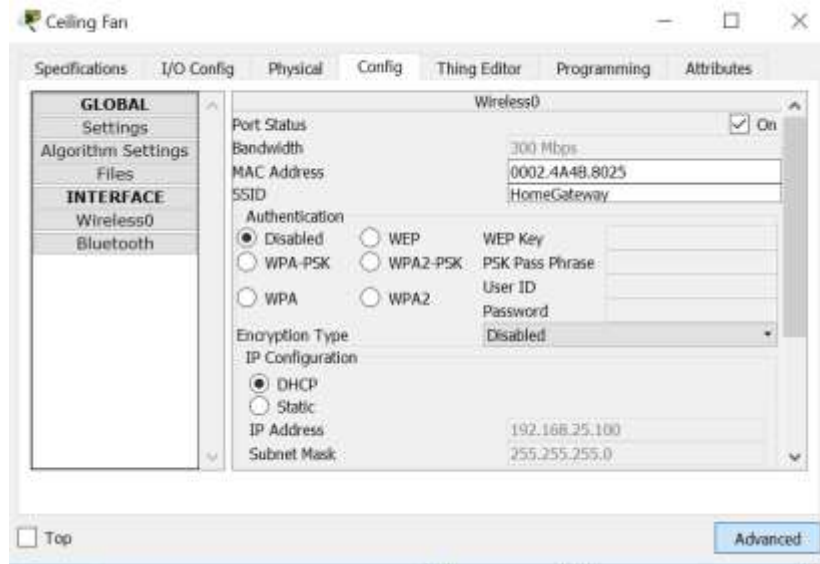 Ceiling Fan
Specifications I/O Config Physical Config Thing Editor Programming Attributes
GLOBAL
Settings
Algorithm Settings
Files
INTERFACE
Wireless0
Bluetooth
Wireless0
Port Status On
Bandwidth 300 Mbps
MAC Address 0002.4A4B.8025
SSID HomeGateway
Authentication
Disabled WEP WEP Key
WPA-PSK WPA2-PSK PSK Pass Phrase
User ID
WPA WPA2
Password
Encryption Type Disabled
IP Configuration
DHCP
Static
IP Address 192.168.25.100
Subnet Mask 255.255.255.0
Top Advanced